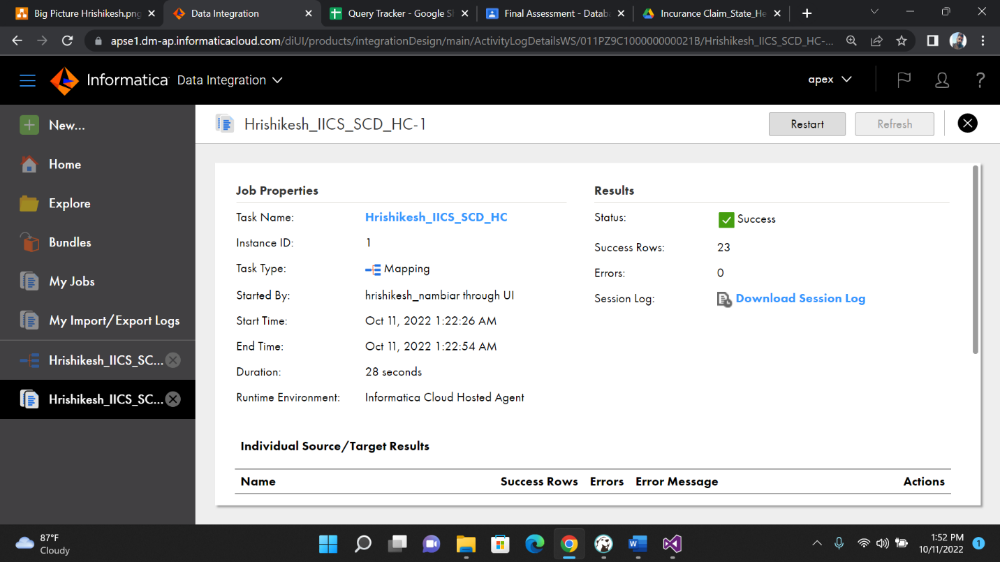 Big Picture Hrishikesh.png
Data Integration
Query Tracker - Google Sl
Final Assessment - Datab
Incurance Claim_State_He
apse1.dm-ap.informaticacloud.com/diUI/products/integrationDesign/main/ActivityLogDetailsWS/011PZ9C100000000021B/Hrishikesh_IICS_SCD_HC-...
Informatica Data Integration
apex
?
New...
Home
Explore
Bundles
My Jobs
My Import/Export Logs
Hrishikesh_IICS_SC...
Hrishikesh_IICS_SC...
Hrishikesh_IICS_SCD_HC-1
Restart
Refresh
Job Properties
Task Name: Hrishikesh_IICS_SCD_HC
Instance ID: 1
Task Type: Mapping
Started By: hrishikesh_nambiar through UI
Start Time: Oct 11, 2022 1:22:26 AM
End Time: Oct 11, 2022 1:22:54 AM
Duration: 28 seconds
Runtime Environment: Informatica Cloud Hosted Agent
Results
Status: Success
Success Rows: 23
Errors: 0
Session Log: Download Session Log
Individual Source/Target Results
Name Success Rows Errors Error Message Actions
87°F
Cloudy
1:52 PM
10/11/2022
1